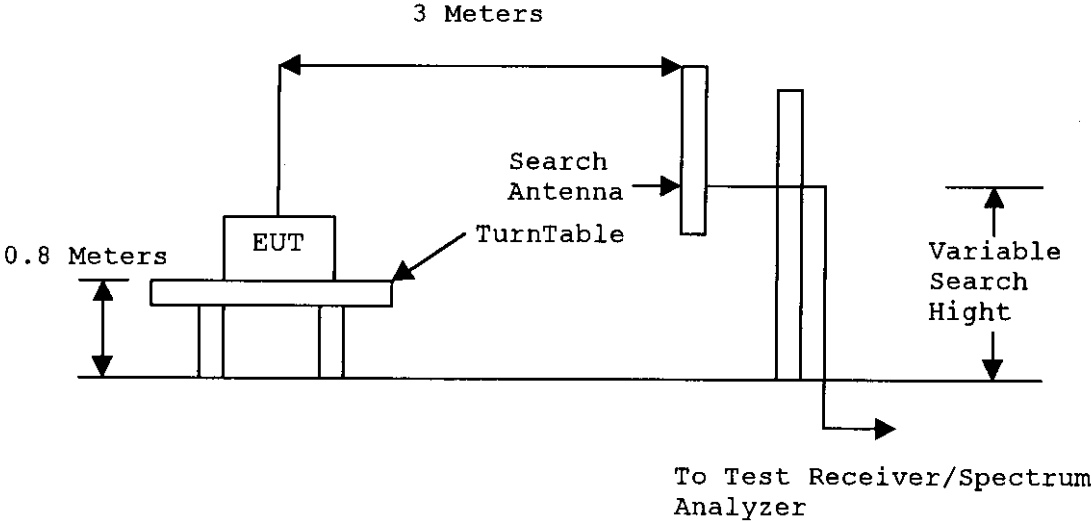 3 Meters
Search
Antenna
EUT
TurnTable
0.8 Meters
Variable
Search
Hight
To Test Receiver/Spectrum
Analyzer